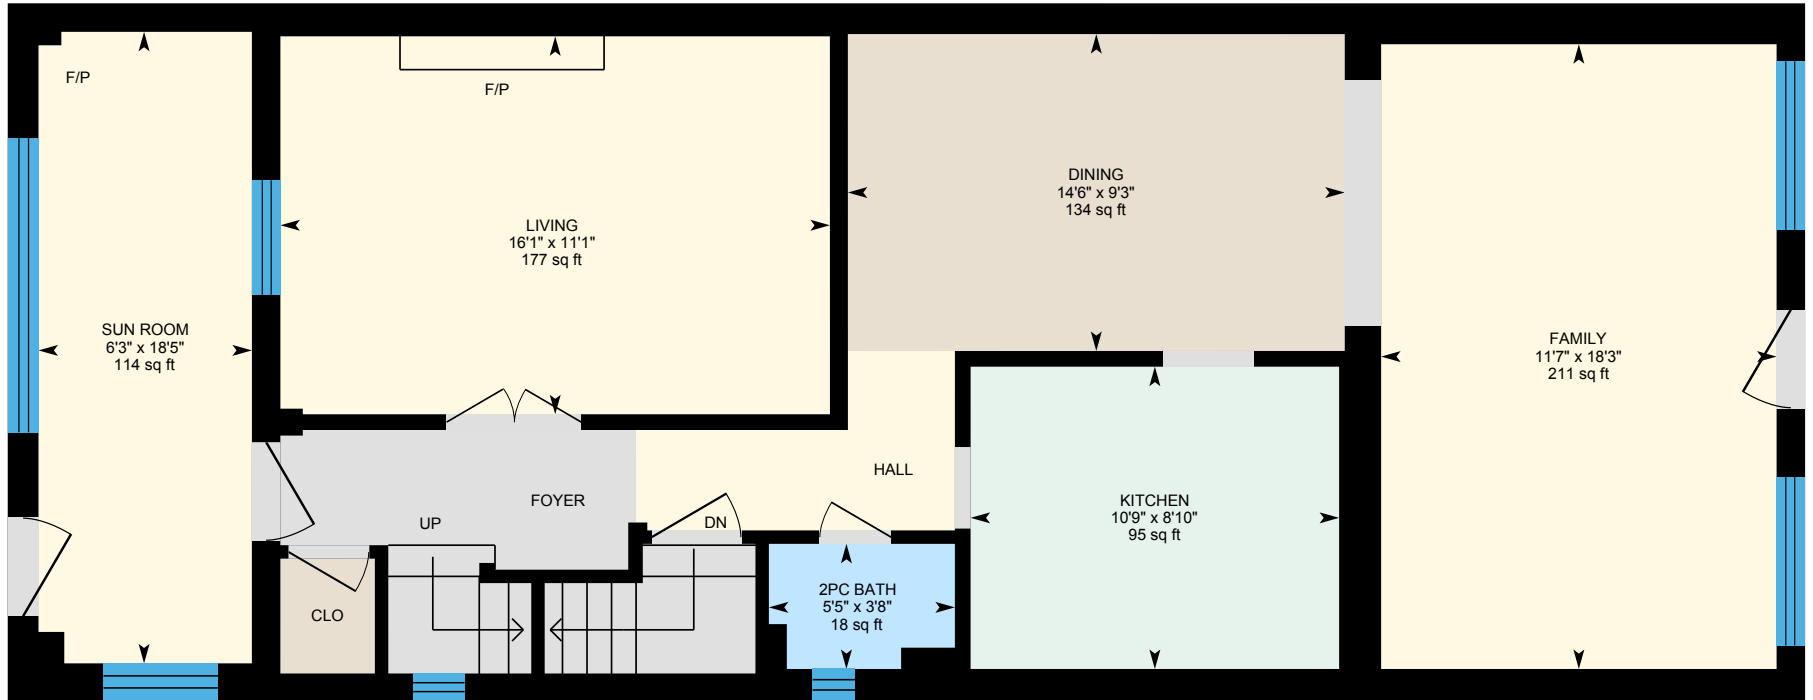 F/P
F/P
DINING
14'6" x 9'3"
134 sq ft
LIVING
16'1" x 11'1"
177 sq ft
SUN ROOM
6'3" x 18'5"
114 sq ft
FAMILY
11'7" x 18'3"
211 sq ft
HALL
FOYER
KITCHEN
10'9" x 8'10"
95 sq ft
UP
DN
2PC BATH
5'5" x 3'8"
18 sq ft
CLO